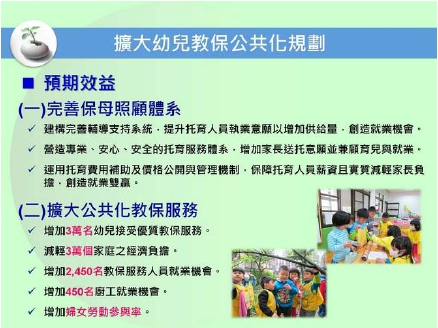 擴大幼兒教保公共化規劃
■ 預期效益
(一)完善保母照顧體系
✓ 建構完善輔導支持系統，提升托育人員執業意願以增加供給量，創造就業機會。
✓ 營造專業、安心、安全的托育服務體系，增加家長送托意願並兼顧育兒與就業。
✓ 運用托育費用補助及價格公開與管理機制，保障托育人員薪資且實質減輕家長負
擔，創造就業雙贏。
(二)擴大公共化教保服務
✓ 增加3萬名幼兒接受優質教保服務。
✓ 減輕3萬個家庭之經濟負擔。
✓ 增加2,450名教保服務人員就業機會。
✓ 增加450名廚工就業機會。
✓ 增加婦女勞動參與率。